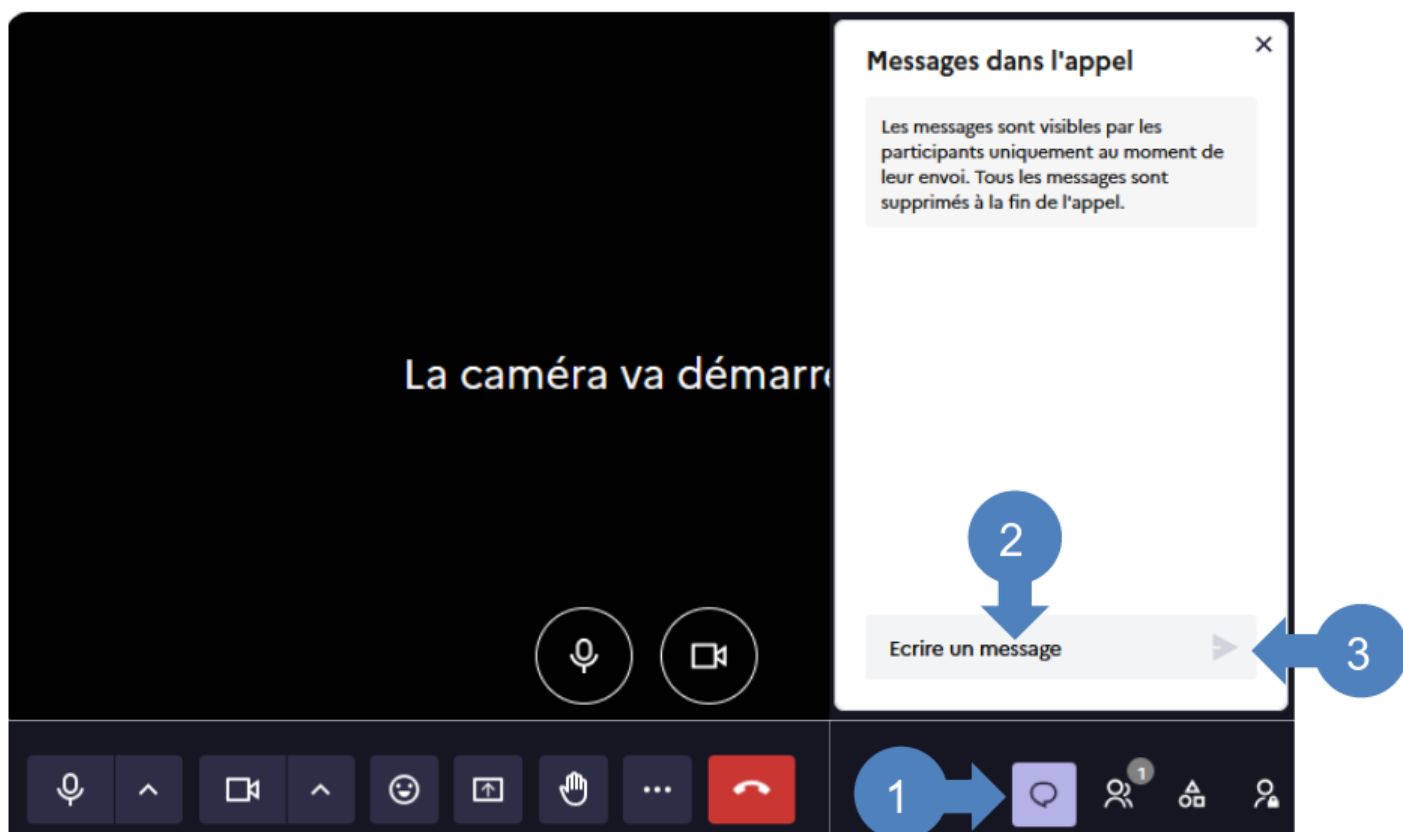 Messages dans l'appel
Les messages sont visibles par les
participants uniquement au moment de
leur envoi. Tous les messages sont
supprimés à la fin de l'appel.
La caméra va démarr
2
Ecrire un message
3
1
1